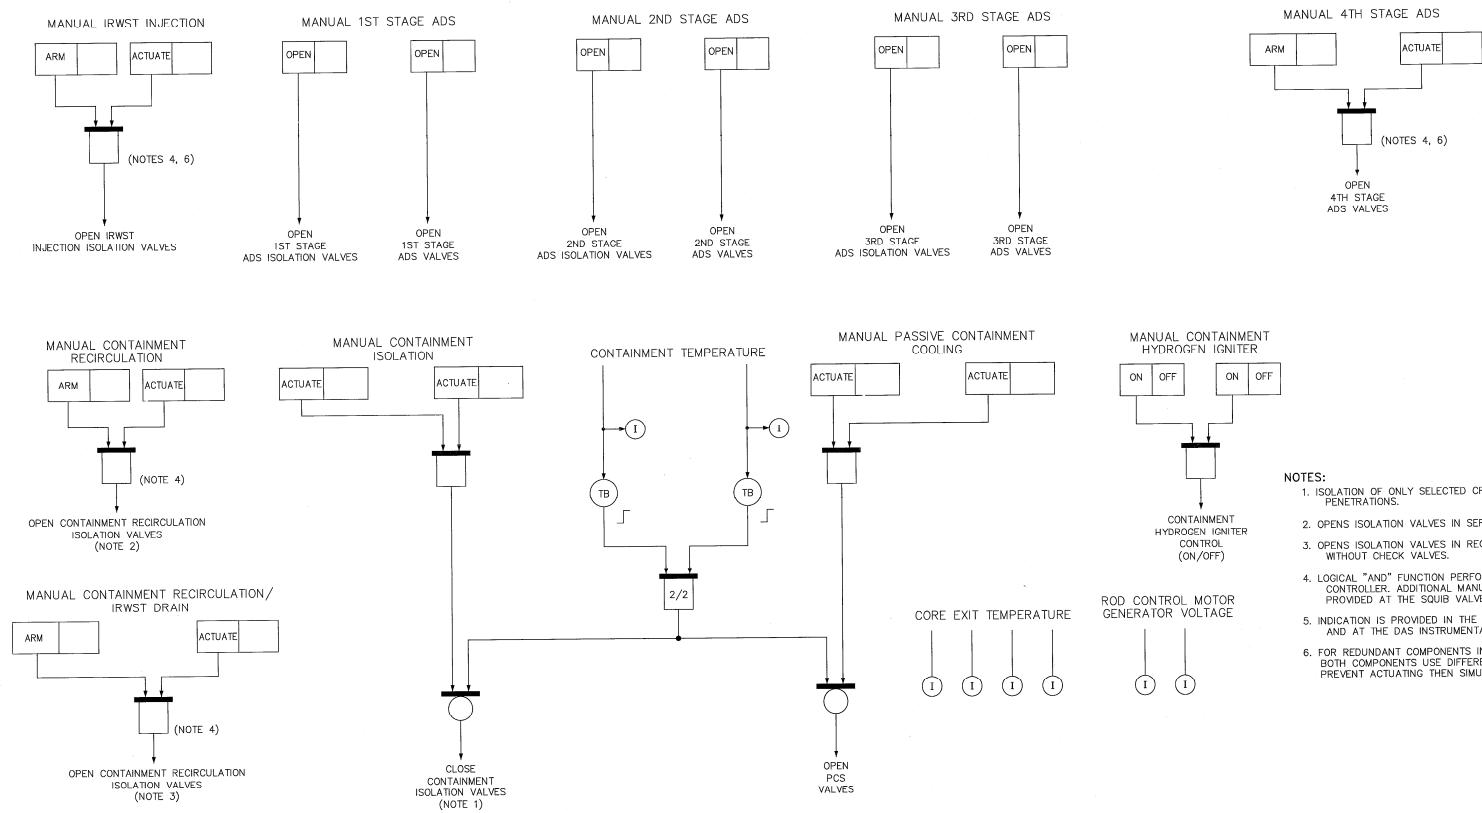 MANUAL IRWST INJECTION
ARM
ACTUATE
(NOTES 4, 6)
OPEN IRWST
INJECTION ISOLATION VALVES
MANUAL 1ST STAGE ADS
OPEN
OPEN
OPEN
1ST STAGE
ADS ISOLATION VALVES
OPEN
1ST STAGE
ADS VALVES
MANUAL 2ND STAGE ADS
OPEN
OPEN
OPEN
2ND STAGE
ADS ISOLATION VALVES
OPEN
2ND STAGE
ADS VALVES
MANUAL 3RD STAGE ADS
OPEN
OPEN
OPEN
3RD STAGE
ADS ISOLATION VALVES
OPEN
3RD STAGE
ADS VALVES
MANUAL 4TH STAGE ADS
ARM
ACTUATE
(NOTES 4, 6)
OPEN
4TH STAGE
ADS VALVES
MANUAL CONTAINMENT
RECIRCULATION
ARM
ACTUATE
(NOTE 4)
OPEN CONTAINMENT RECIRCULATION
ISOLATION VALVES
(NOTE 2)
MANUAL CONTAINMENT
ISOLATION
ACTUATE
ACTUATE
CONTAINMENT TEMPERATURE
I
I
TB
TB
2/2
MANUAL PASSIVE CONTAINMENT
COOLING
ACTUATE
ACTUATE
MANUAL CONTAINMENT
HYDROGEN IGNITER
ON OFF
ON OFF
CONTAINMENT
HYDROGEN IGNITER
CONTROL
(ON/OFF)
MANUAL CONTAINMENT RECIRCULATION/
IRWST DRAIN
ARM
ACTUATE
(NOTE 4)
OPEN CONTAINMENT RECIRCULATION
ISOLATION VALVES
(NOTE 3)
CLOSE
CONTAINMENT
ISOLATION VALVES
(NOTE 1)
OPEN
PCS
VALVES
CORE EXIT TEMPERATURE
I I I I
ROD CONTROL MOTOR
GENERATOR VOLTAGE
I I
NOTES:
1. ISOLATION OF ONLY SELECTED
PENETRATIONS.
2. OPENS ISOLATION VALVES IN
3. OPENS ISOLATION VALVES IN
WITHOUT CHECK VALVES.
4. LOGICAL "AND" FUNCTION
CONTROLLER. ADDITIONAL
PROVIDED AT THE SQUIB
5. INDICATION IS PROVIDED IN THE
AND AT THE DAS
6. FOR REDUNDANT COMPONENTS
BOTH COMPONENTS USE
PREVENT ACTUATING THEN